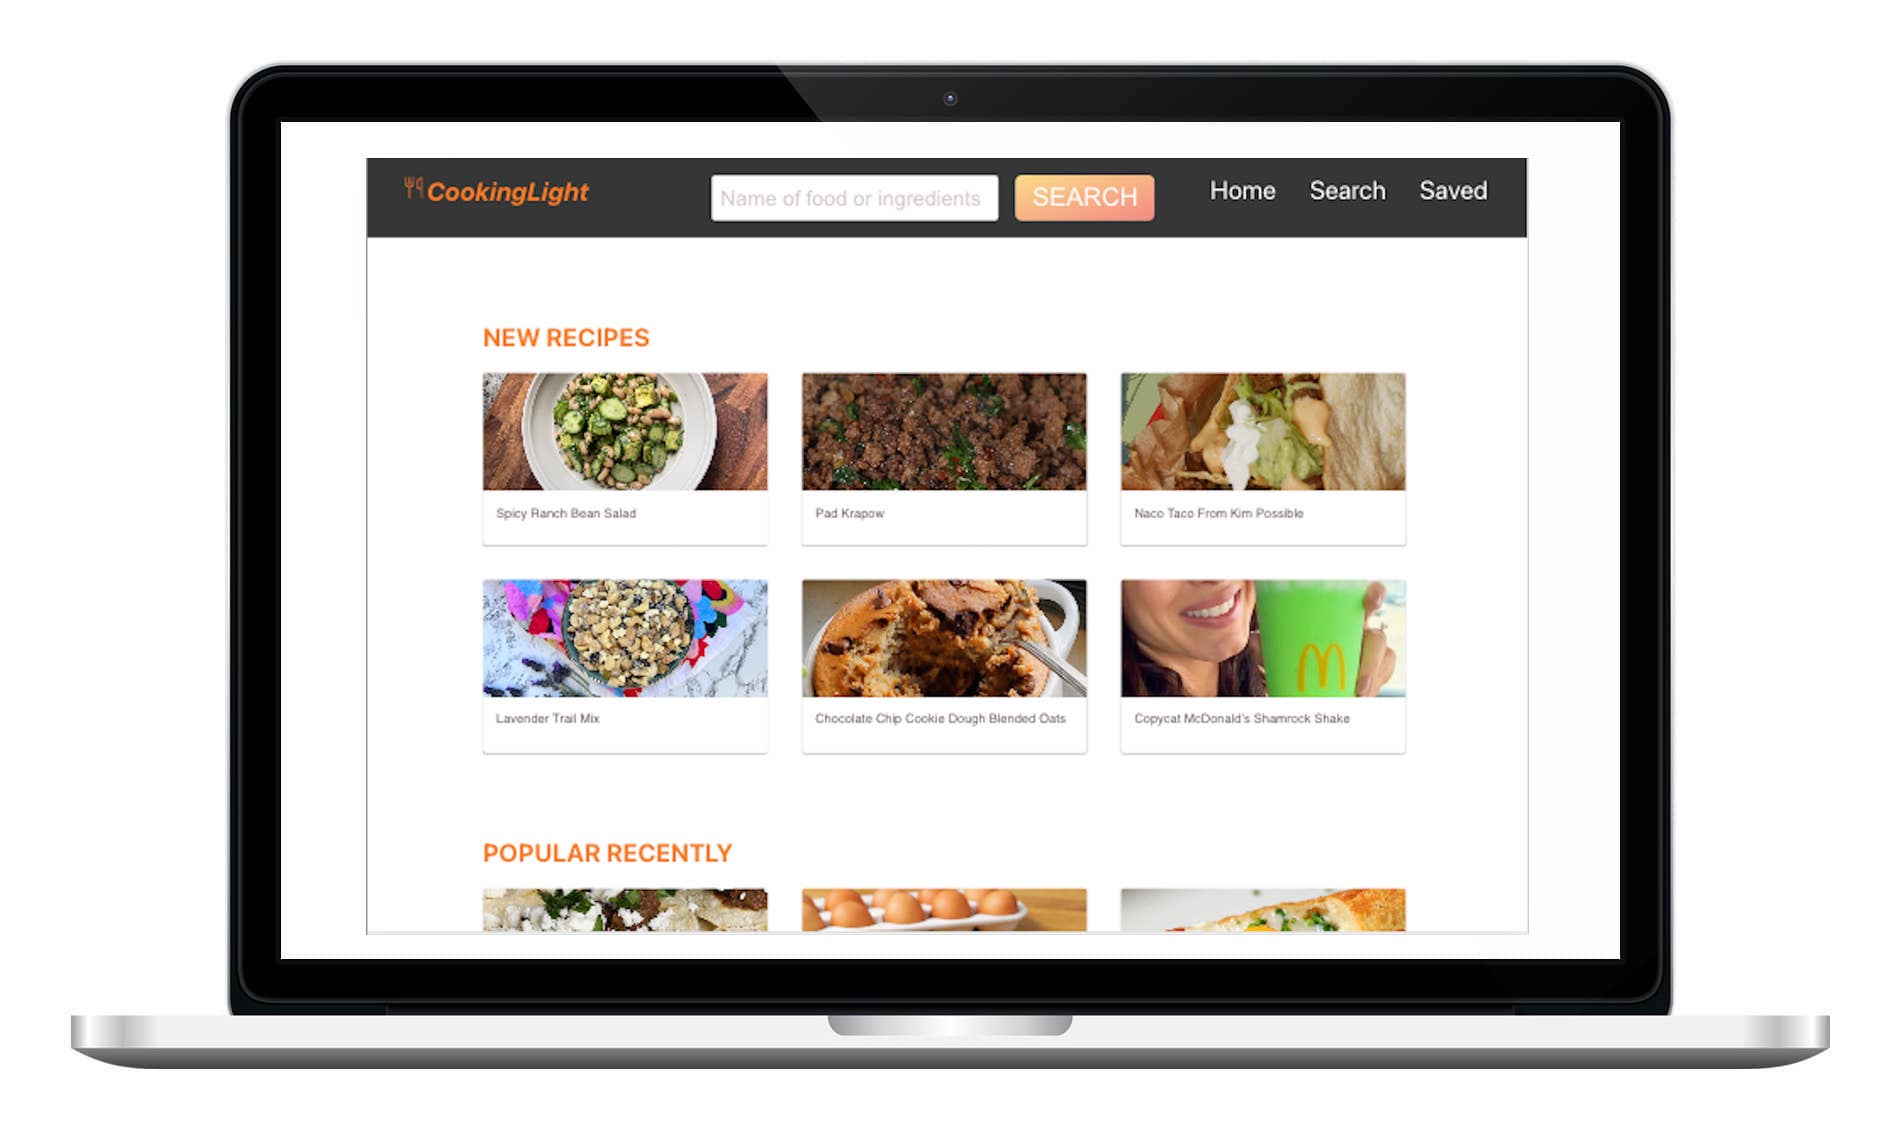 CookingLight
Name of food or ingredients
SEARCH
Home
Search
Saved
NEW RECIPES
Spicy Ranch Bean Salad
Pad Krapow
Naco Taco From Kim Possible
Lavender Trail Mix
Chocolate Chip Cookie Dough Blended Oats
Copycat McDonald's Shamrock Shake
POPULAR RECENTLY